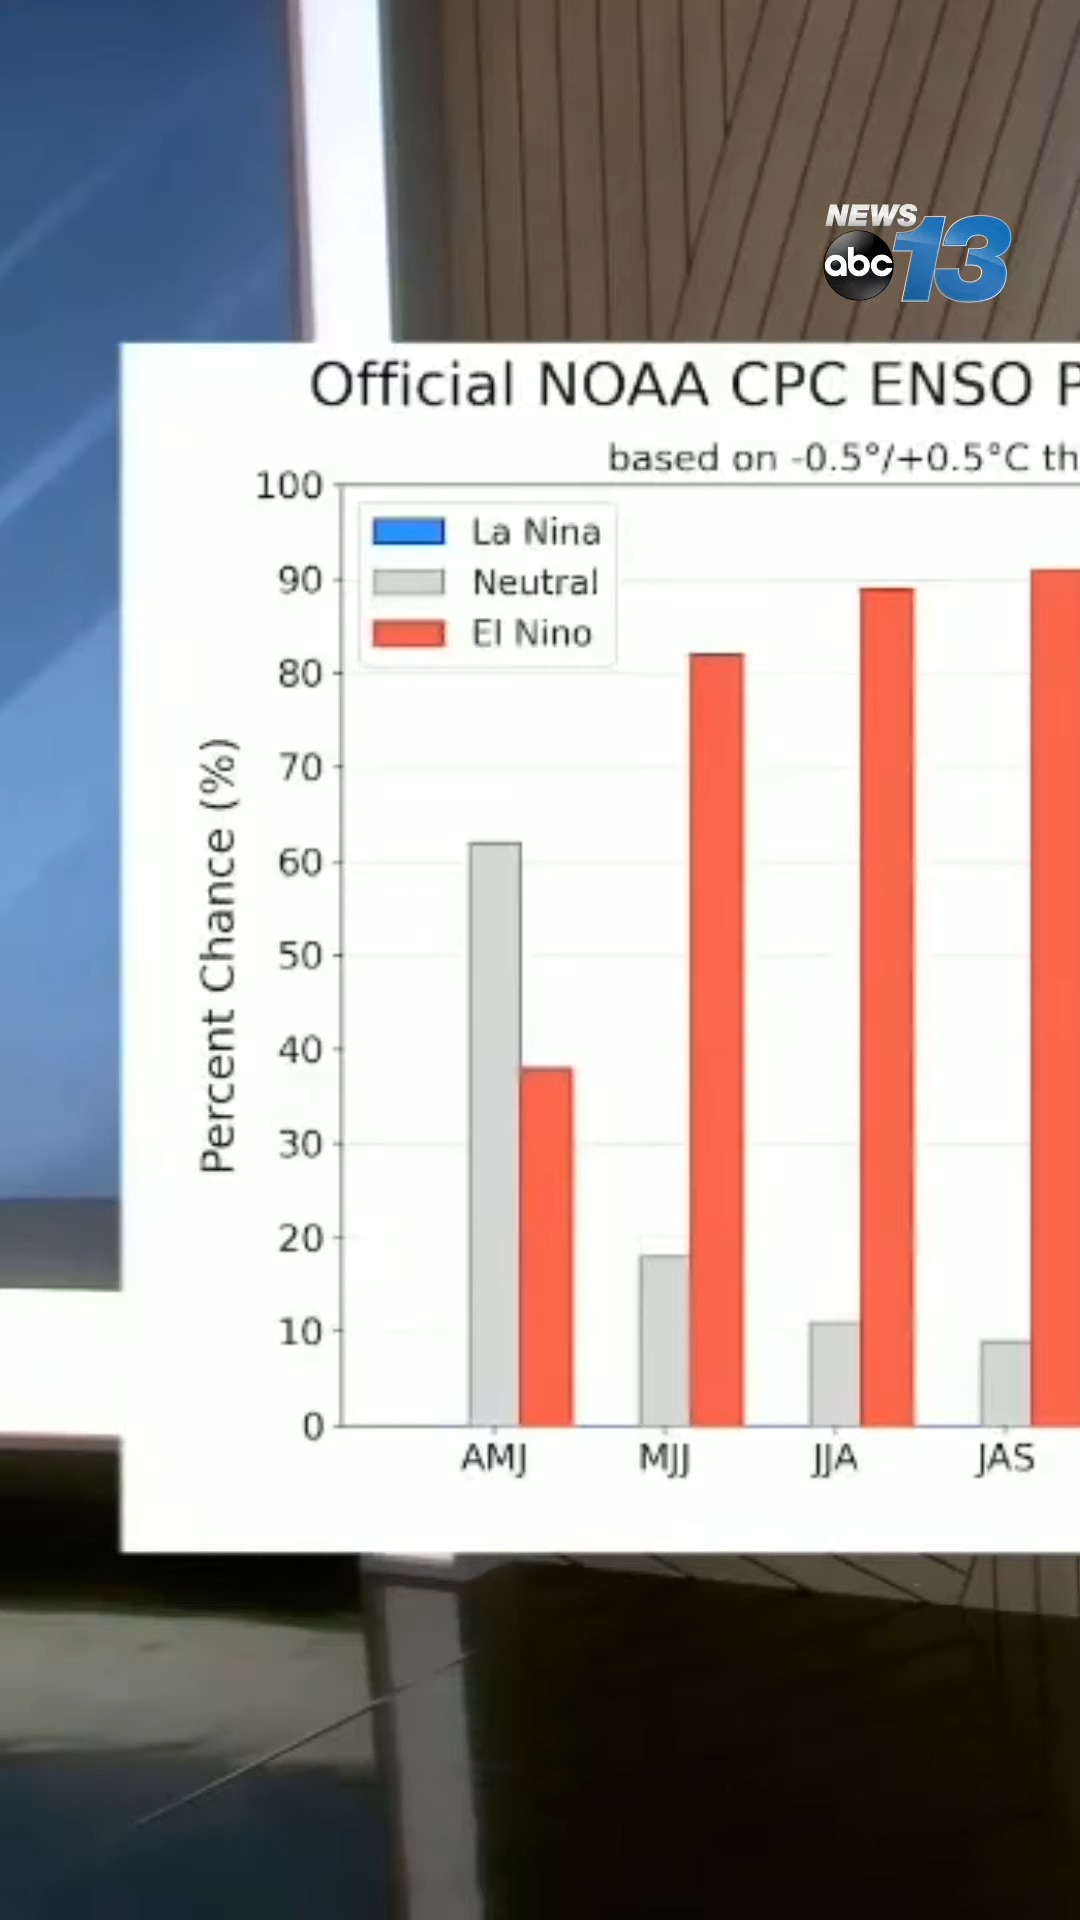 NEWS
abc 13
Official NOAA CPC ENSO P
based on -0.5°/+0.5°C th
100
90
80
70
60
50
40
30
20
10
0
La Nina
Neutral
El Nino
Percent Chance (%)
AMJ MJJ JJA JAS